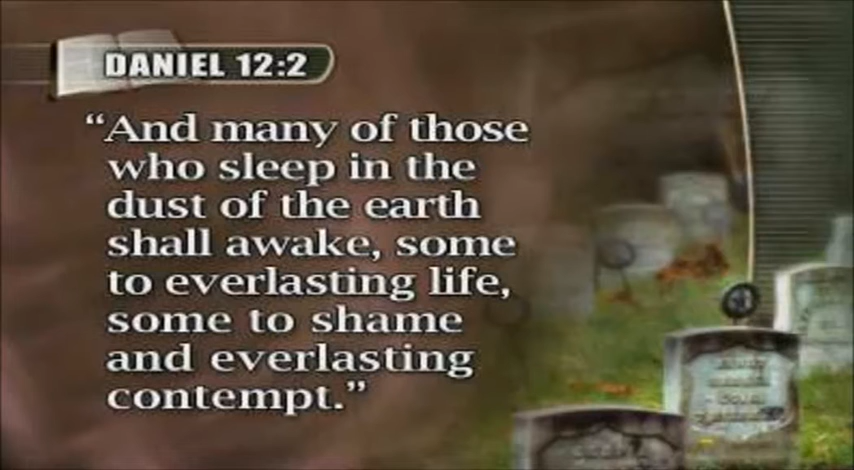 DANIEL 12:2
“And many of those
who sleep in the
dust of the earth
shall awake, some
to everlasting life,
some to shame
and everlasting
contempt.”